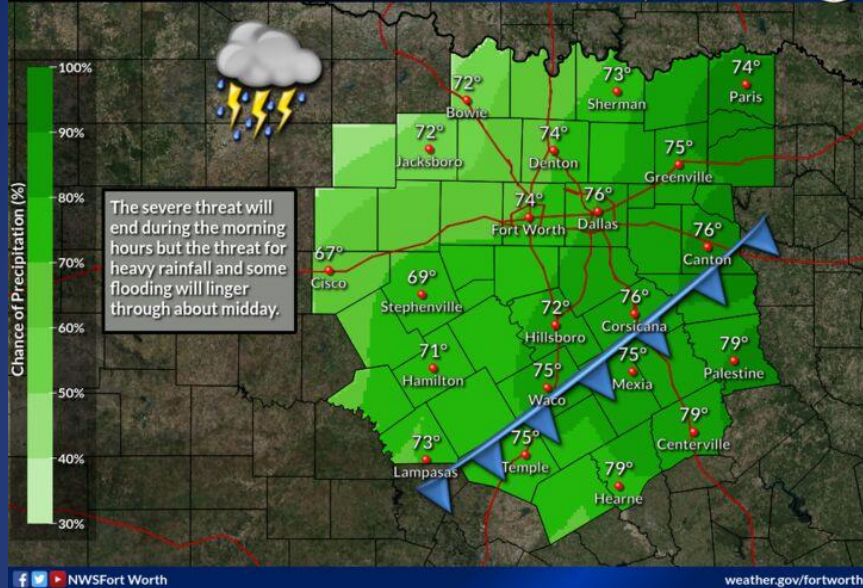 100%
90%
80%
70%
60%
50%
40%
30%
Chance of Precipitation (%)
The severe threat will
end during the morning
hours but the threat for
heavy rainfall and some
flooding will linger
through about midday.
72°
Bowie
73°
Sherman
74°
Paris
72°
Jacksboro
74°
Denton
75°
Greenville
74°
Fort Worth
76°
Dallas
76°
Canton
67°
Cisco
69°
Stephenville
72°
Hillsboro
76°
Corsicana
71°
Hamilton
75°
Waco
75°
Mexia
79°
Palestine
73°
Lampasas
75°
Temple
79°
Centerville
79°
Hearne
NWSFort Worth
weather.gov/fortworth